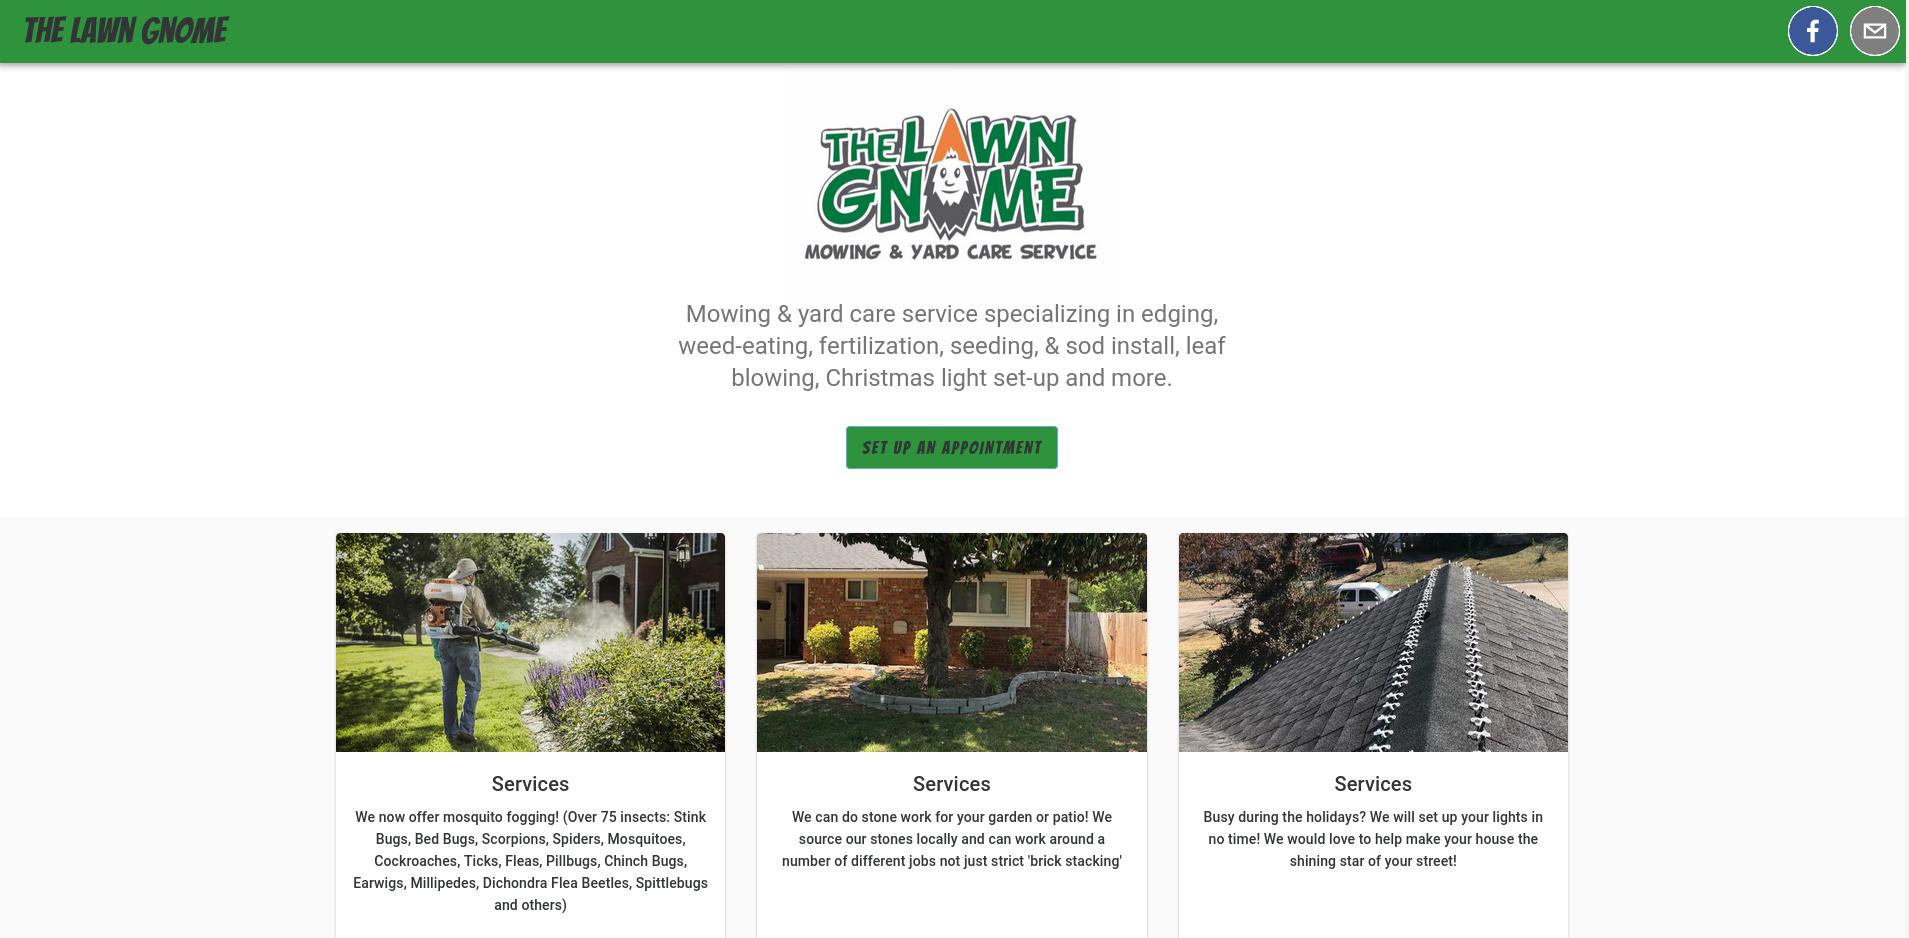 THE LAWN GNOME
THE LAWN
GNOME
MOWING & YARD CARE SERVICE
Mowing & yard care service specializing in edging,
weed-eating, fertilization, seeding, & sod install, leaf
blowing, Christmas light set-up and more.
SET UP AN APPOINTMENT
Services
We now offer mosquito fogging! (Over 75 insects: Stink
Bugs, Bed Bugs, Scorpions, Spiders, Mosquitoes,
Cockroaches, Ticks, Fleas, Pillbugs, Chinch Bugs,
Earwigs, Millipedes, Dichondra Flea Beetles, Spittlebugs
and others)
Services
We can do stone work for your garden or patio! We
source our stones locally and can work around a
number of different jobs not just strict 'brick stacking'
Services
Busy during the holidays? We will set up your lights in
no time! We would love to help make your house the
shining star of your street!